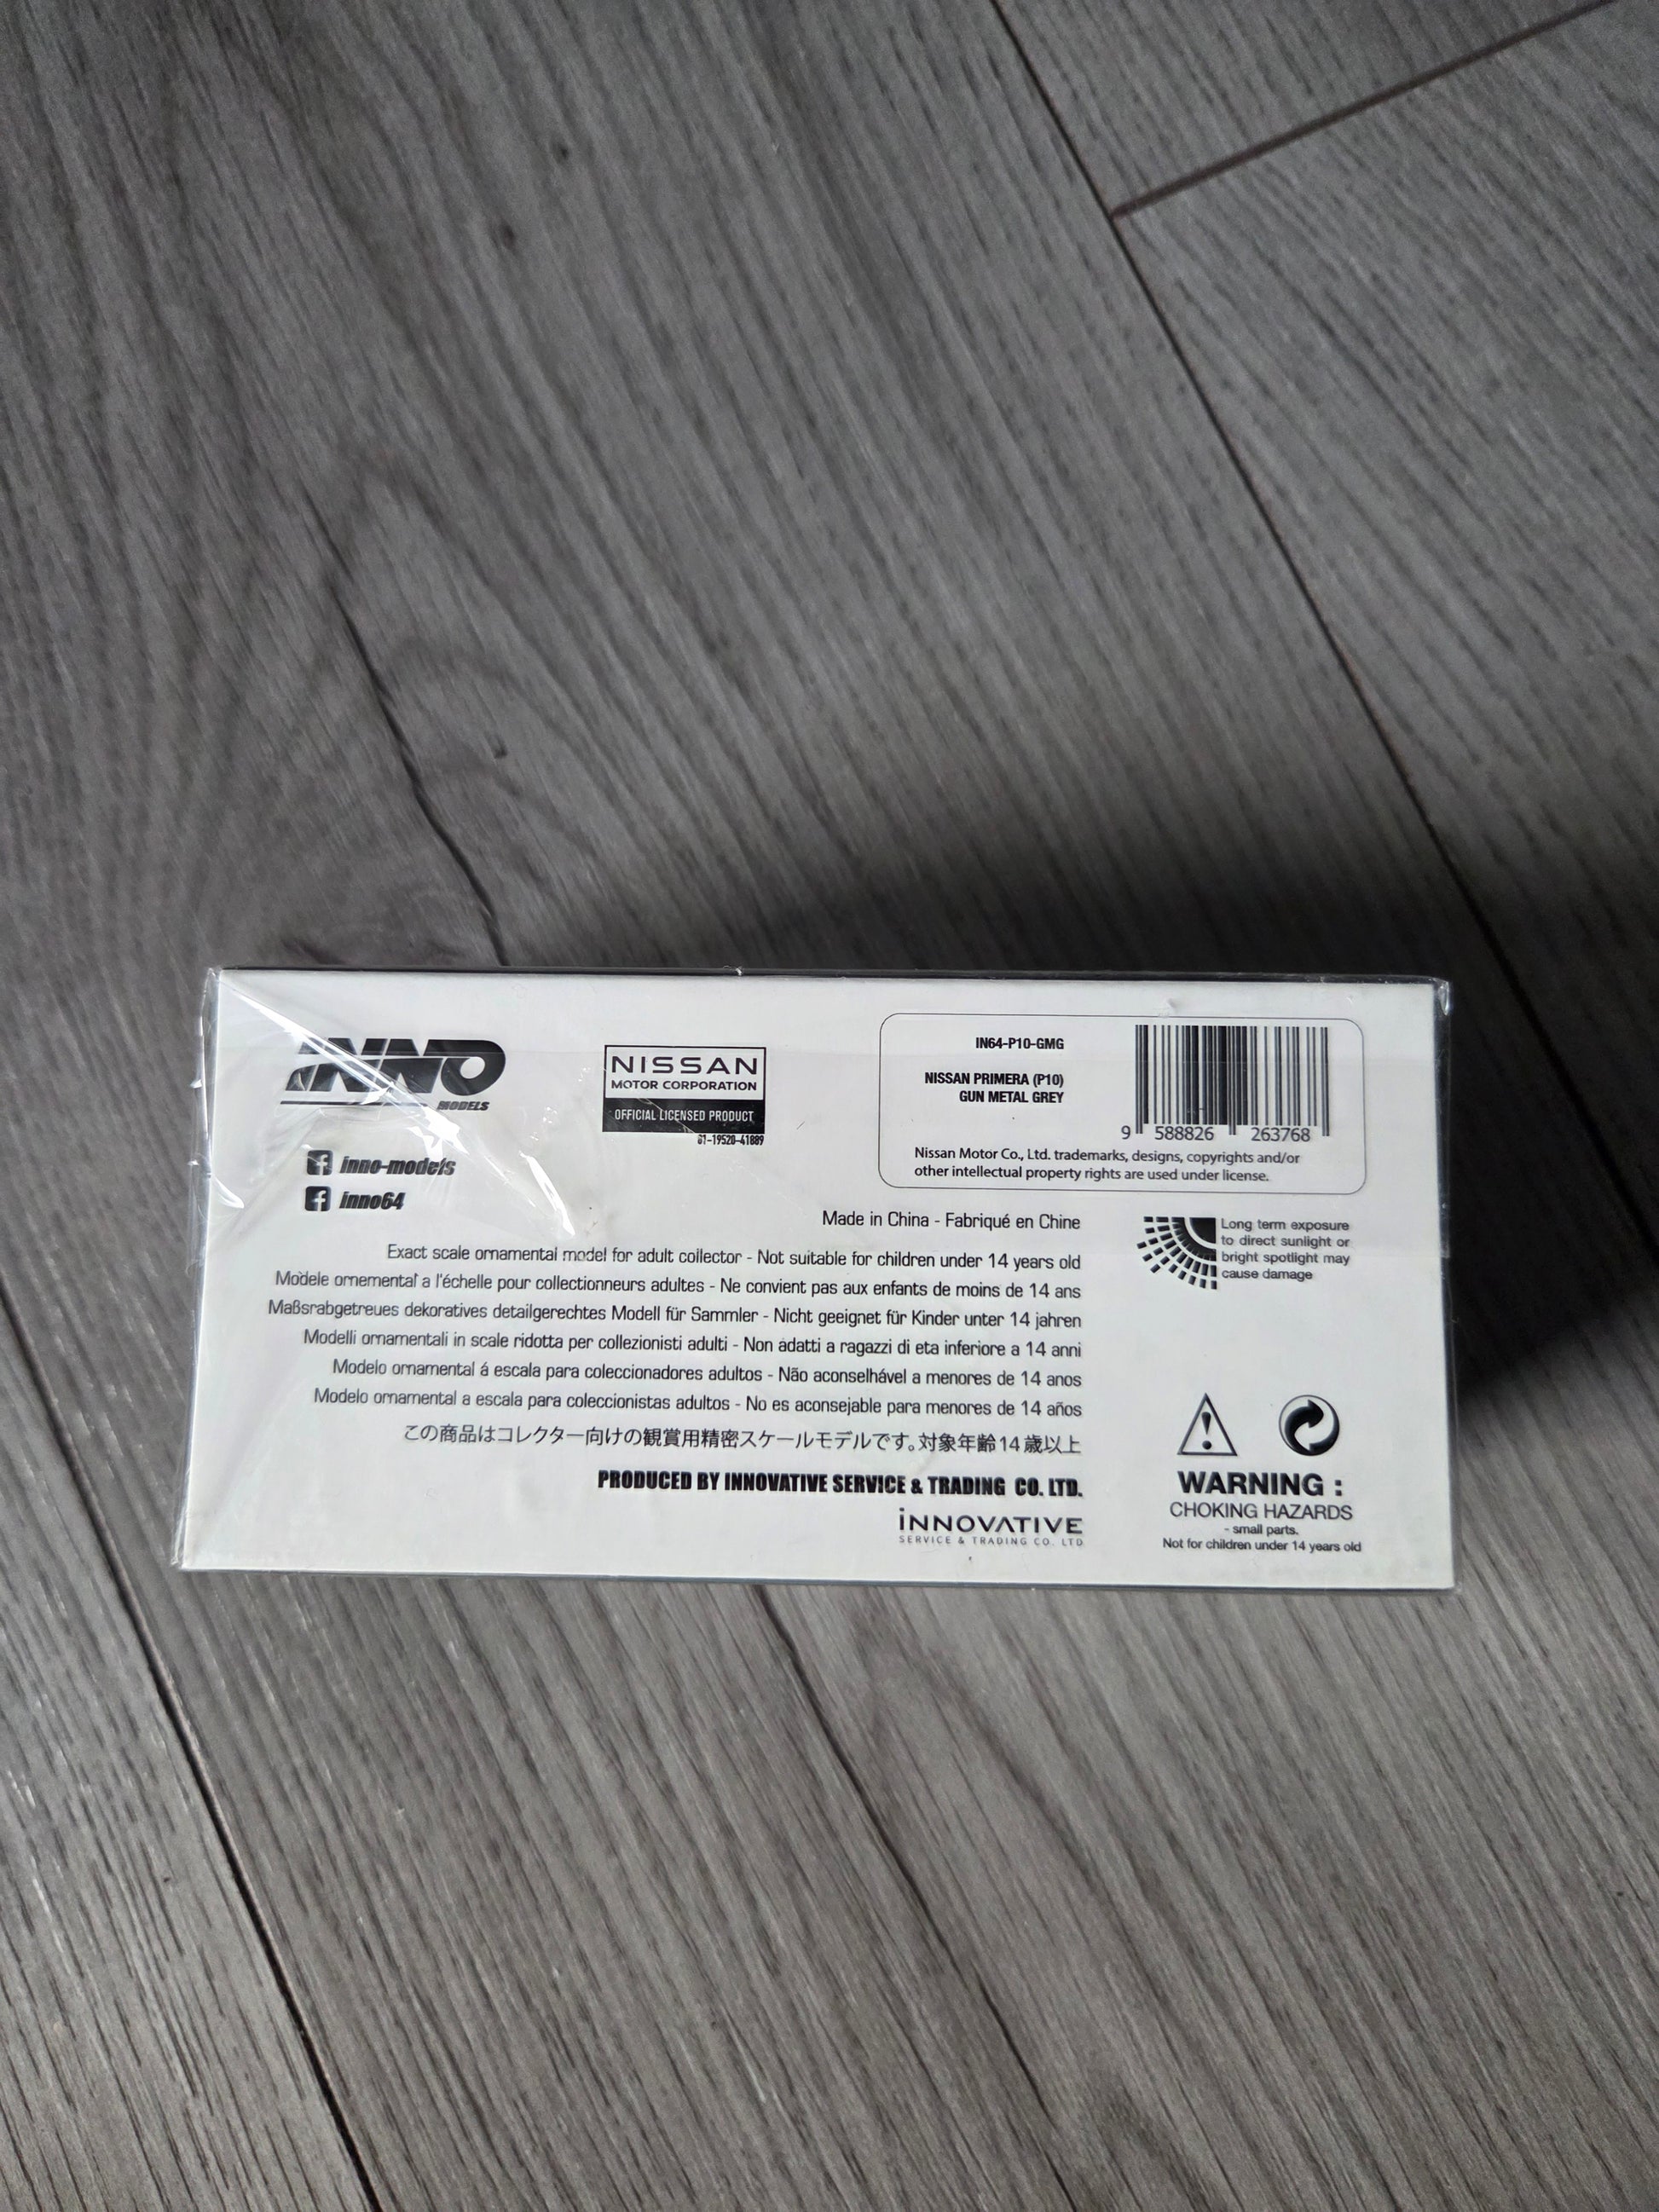 INNO
MODELS
inno-models
inno64
NISSAN
MOTOR CORPORATION
OFFICIAL LICENSED PRODUCT
01-19520-41889
IN64-P10-GMG
NISSAN PRIMERA (P10)
GUN METAL GREY
9 588826 263768
Nissan Motor Co., Ltd. trademarks, designs, copyrights and/or
other intellectual property rights are used under license.
Made in China - Fabriqué en Chine
Exact scale ornamental model for adult collector - Not suitable for children under 14 years old
Modele ornemental a l'échelle pour collectionneurs adultes - Ne convient pas aux enfants de moins de 14 ans
Maßsrabgetreues dekoratives detailgerechtes Modell für Sammler - Nicht geeignet für Kinder unter 14 jahren
Modelli ornamentali in scale ridotta per collezionisti adulti - Non adatti a ragazzi di eta inferiore a 14 anni
Modelo ornamental á escala para coleccionadores adultos - Não aconselhável a menores de 14 anos
Modelo ornamental a escala para coleccionistas adultos - No es aconsejable para menores de 14 años
この商品はコレクター向けの観賞用精密スケールモデルです。対象年齢14歳以上
PRODUCED BY INNOVATIVE SERVICE & TRADING CO. LTD.
INNOVATIVE
SERVICE & TRADING CO. LTD
Long term exposure
to direct sunlight or
bright spotlight may
cause damage
WARNING :
CHOKING HAZARDS
- small parts.
Not for children under 14 years old